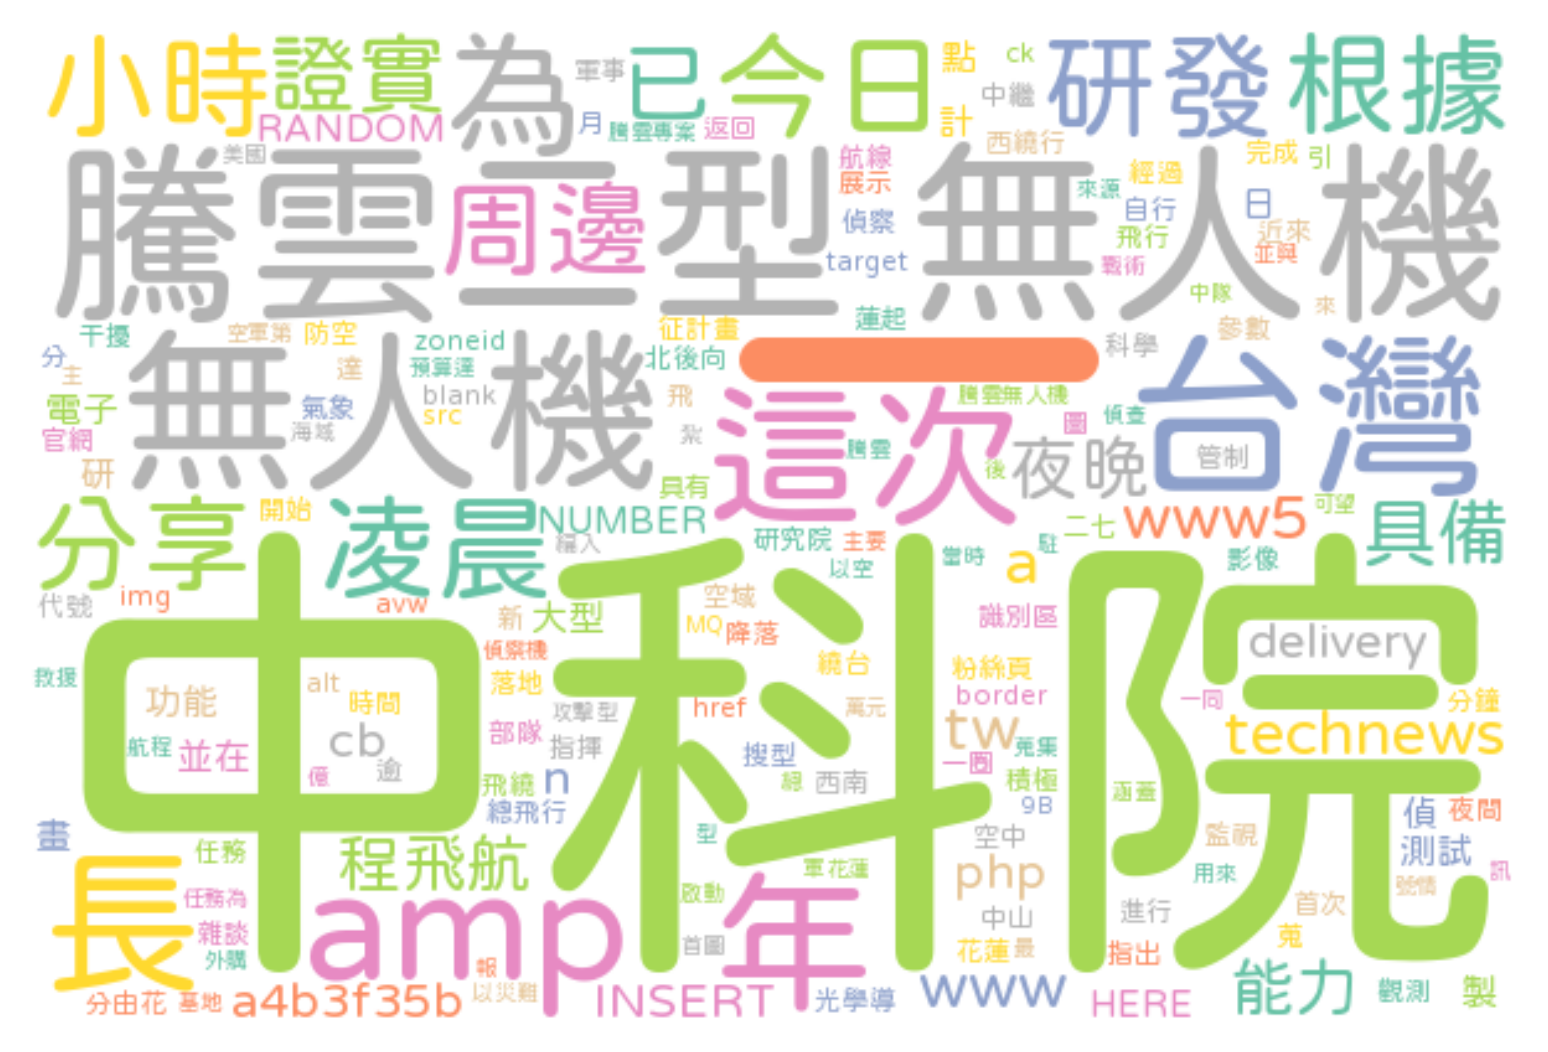 小時 證實 為 軍事 已 今日 點 ck 研發 根據
RANDOM 月 騰雲專案 返回 計 中繼
美國 航線 西繞行 經過 完成 引
騰雲二型無人機 周邊 展示 來源 自行 日
偵察 飛行 近來
target 戰術 並與
中隊 來
干擾 空軍第 防空 zoneid 征計畫 蓮起 科學 參數
分 主 達 預算達 北後向 一 台灣
無人機 電子 氣象 blank 飛 這次 騰雲無人機 偵查
官網 海域 src 紮 騰雲 圖 夜晚 管制
研 具有 後
分享 開始 凌晨 NUMBER 研究院 主要 二七 www5 可望 具備
編入 以空 當時 a 駐 影像
代號 img avw 新 大型 空域 MQ 降落 識別區
中科院 delivery
救援 偵察機 繞台 粉絲頁
功能 alt 時間 落地 攻擊型 href 萬元 border 一同 分鐘
航程 並在 cb 部隊 指揮 搜型 tw 蒐集 technews
億 逾 飛繞 n 綠 西南 一圈 積極
總飛行 9B 涵蓋 偵 夜間
畫 任務 程飛航 型 空中 監視 測試
長 任務為 啟動 軍花蓮 php 用來 號情 訊
amp 年 中山 進行 首次
雜談 首圖 花蓮 最 指出 蒐
外購 報
分由花 基地 a4b3f35b 以災難 INSERT 光學導 www HERE 能力 觀測 製